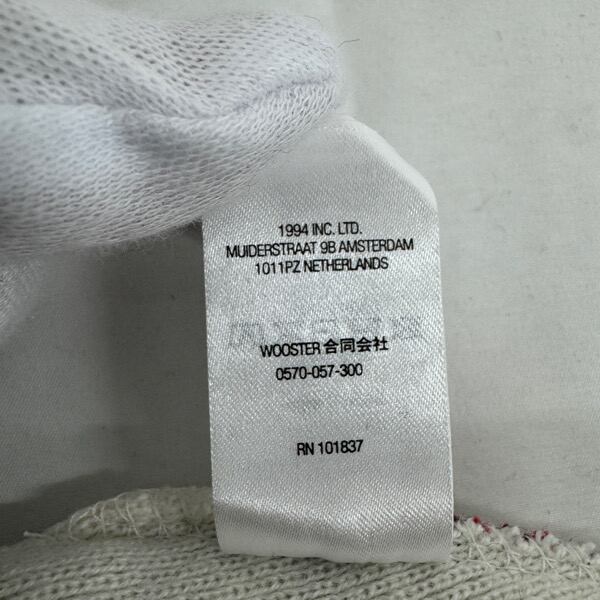 1994 INC. LTD.
MUIDERSTRAAT 9B AMSTERDAM
1011PZ NETHERLANDS
WOOSTER 合同会社
0570-057-300
RN 101837